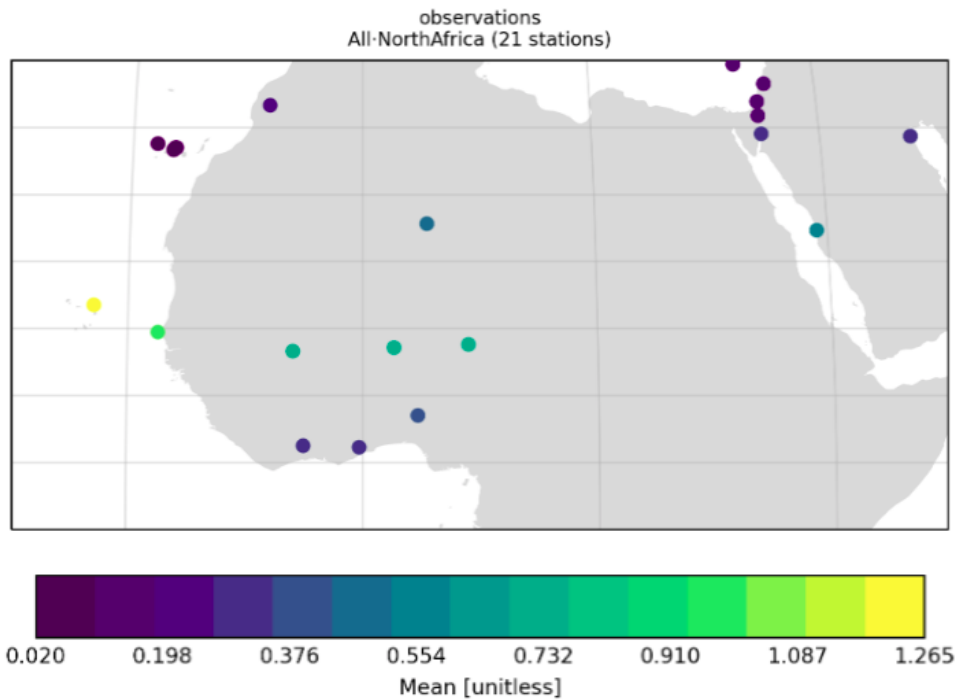 observations
All·NorthAfrica (21 stations)
0.020 0.198 0.376 0.554 0.732 0.910 1.087 1.265
Mean [unitless]